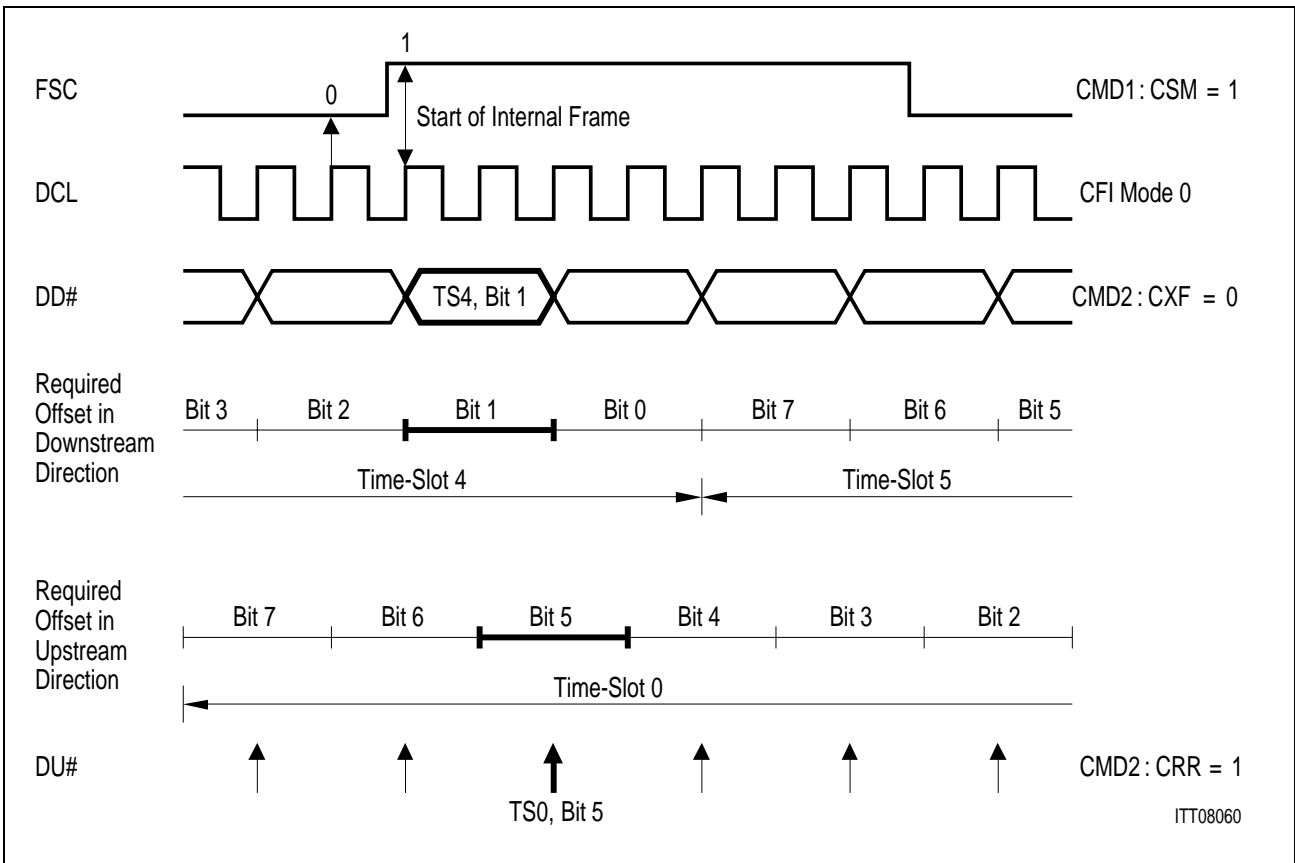 1
FSC
0
CMD1 : CSM = 1
Start of Internal Frame
DCL
CFI Mode 0
DD#
TS4, Bit 1
CMD2 : CXF = 0
Required
Offset in
Downstream
Direction
Bit 3 Bit 2 Bit 1 Bit 0 Bit 7 Bit 6 Bit 5
Time-Slot 4 Time-Slot 5
Required
Offset in
Upstream
Direction
Bit 7 Bit 6 Bit 5 Bit 4 Bit 3 Bit 2
Time-Slot 0
DU#
CMD2 : CRR = 1
TS0, Bit 5
ITT08060